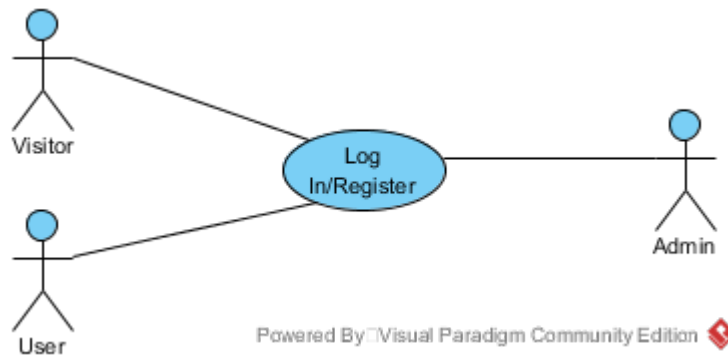 Visitor
Log
In/Register
Admin
User
Powered By Visual Paradigm Community Edition